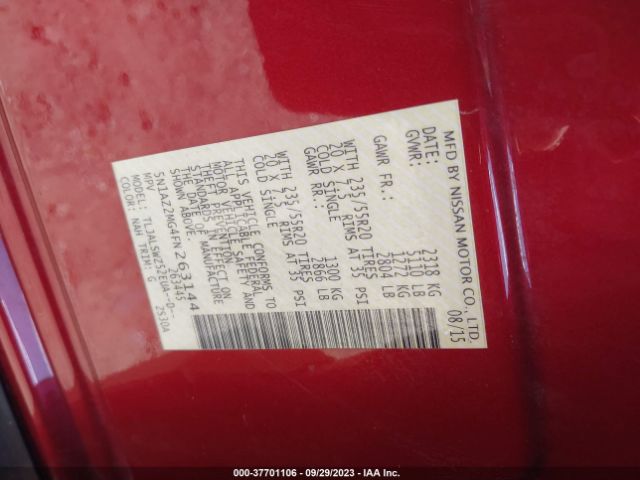 MFD BY NISSAN MOTOR CO., LTD.
DATE: 08/15
GVWR: 2318 KG
5110 LB
GAWR FR.: 1272 KG
2804 LB
WITH 235/55R20 TIRES
20 X 7.5 RIMS AT 35 PSI
COLD SINGLE
GAWR RR.: 1300 KG
2866 LB
WITH 235/55R20 TIRES
20 X 7.5 RIMS AT 35 PSI
COLD SINGLE
THIS VEHICLE CONFORMS TO
ALL APPLICABLE FEDERAL
MOTOR VEHICLE SAFETY AND
THEFT PREVENTION
STANDARDS IN EFFECT ON
THE DATE OF MANUFACTURE
SHOWN ABOVE.
263445
5N1AZ2MG4FN263144
MPV 2S30A
MODEL: TLJALSWZ52EUA--D--
COLOR: NAH TRIM: G
000-37701106 - 09/29/2023 - IAA Inc.